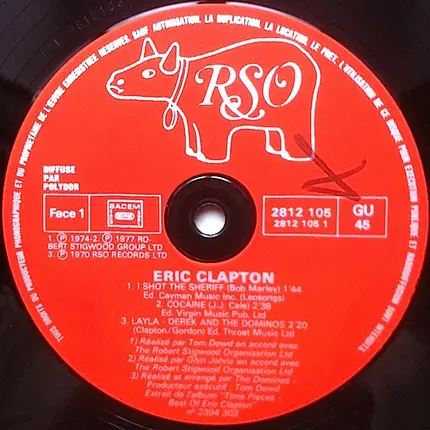 TOUS DROITS DU PRODUCTEUR PHONOGRAPHIQUE ET DU PROPRIETAIRE DE L'ŒUVRE ENREGISTREE RESERVES. SAUF AUTORISATION, LA DUPLICATION, LA LOCATION, LE PRET, L'UTILISATION DE CE DISQUE POUR EXECUTION PUBLIQUE ET RADIODIFFUSION SONT INTERDITS.
RSO
DIFFUSE
PAR
POLYDOR
Face 1
SACEM
2812 105
2812 105 1
GU
45
1. Ⓟ 1974-2. Ⓟ 1977 RO-
BERT STIGWOOD GROUP LTD
3. Ⓟ 1970 RSO RECORDS LTD
ERIC CLAPTON
1. I SHOT THE SHERIFF (Bob Marley) 1'44
Ed. Cayman Music Inc. (Leosongs)
2. COCAINE (J.J. Cale) 2'38
Ed. Virgin Music Pub. Ltd
3. LAYLA - DEREK AND THE DOMINOS 2'20
(Clapton/Gordon) Ed. Throat Music Ltd
1) Réalisé par Tom Dowd en accord avec
The Robert Stigwood Organisation Ltd
2) Réalisé par Glyn Johns en accord avec
The Robert Stigwood Organisation Ltd
3) Réalisé et arrangé par The Dominos -
Producteur exécutif : Tom Dowd
Extrait de l'album "Time Pieces -
Best Of Eric Clapton"
n° 2394 303